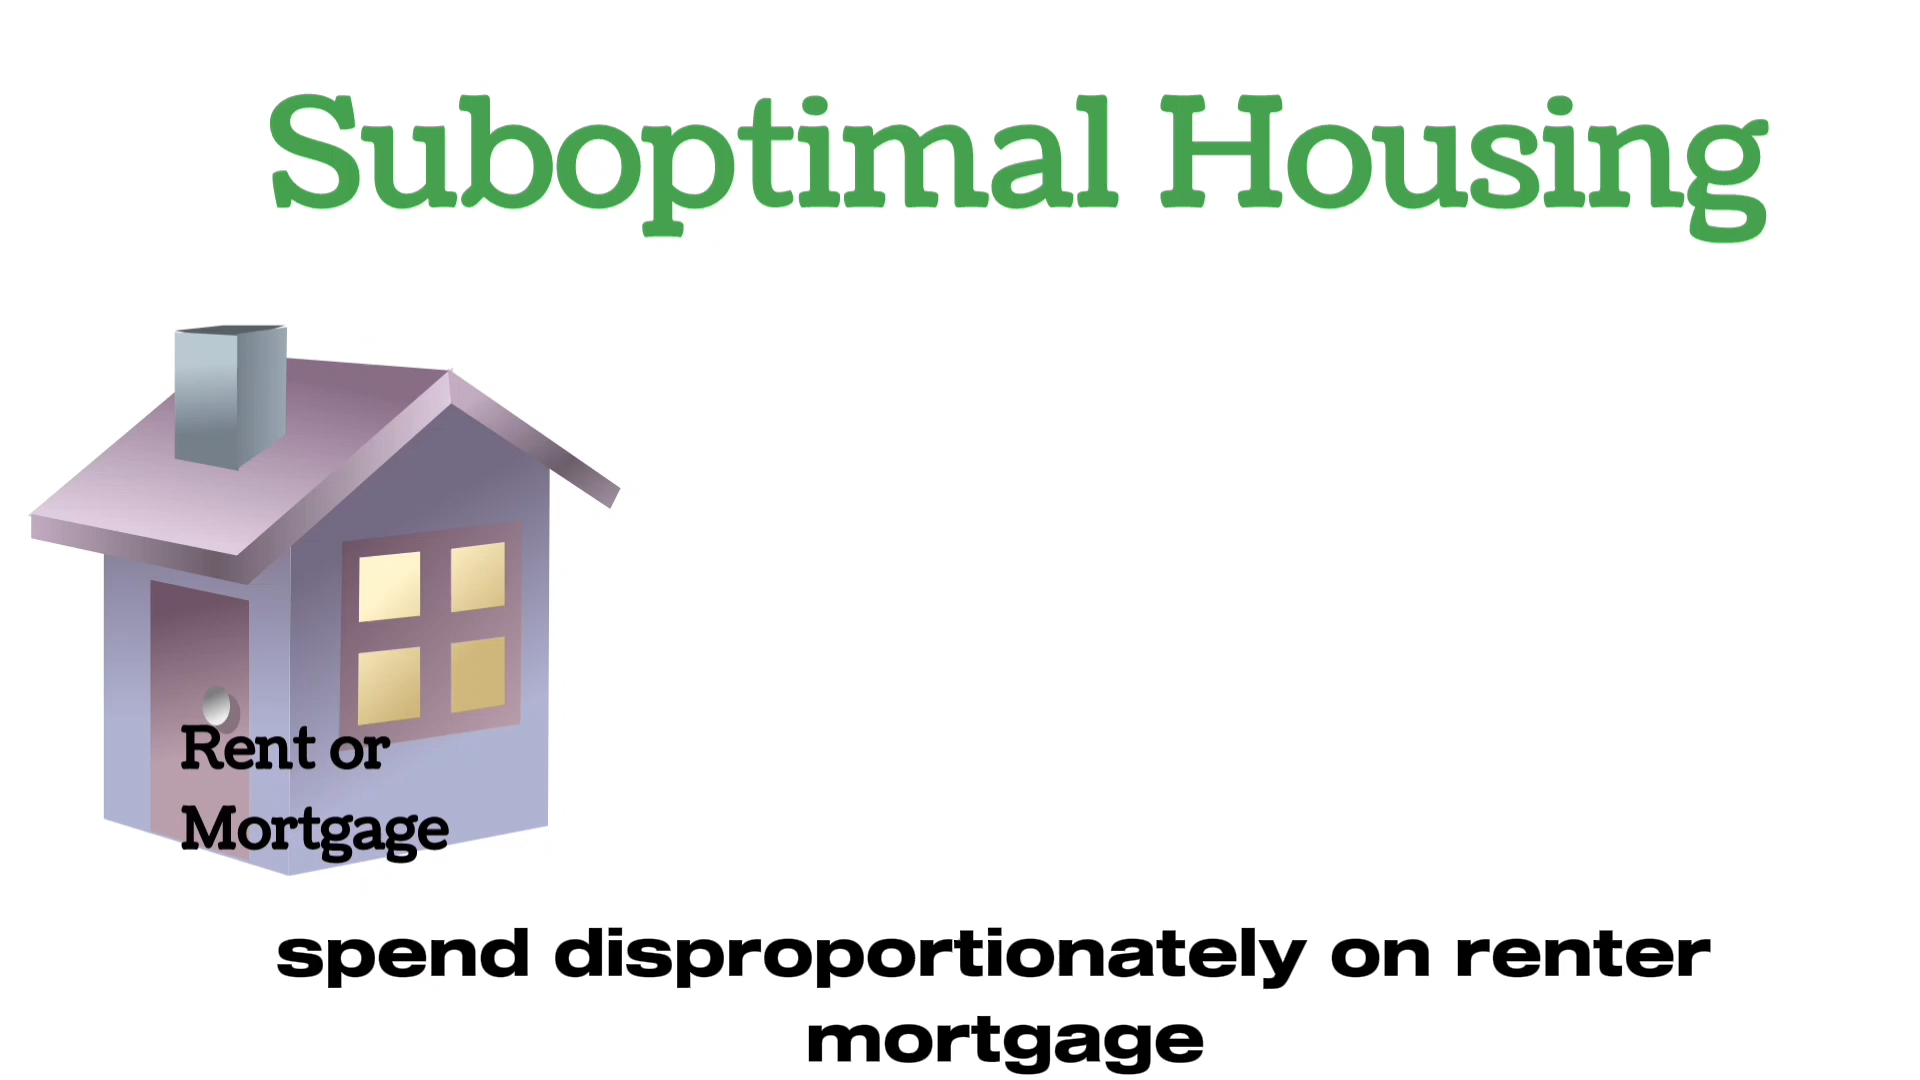 Suboptimal Housing
Rent or
Mortgage
spend disproportionately on renter
mortgage